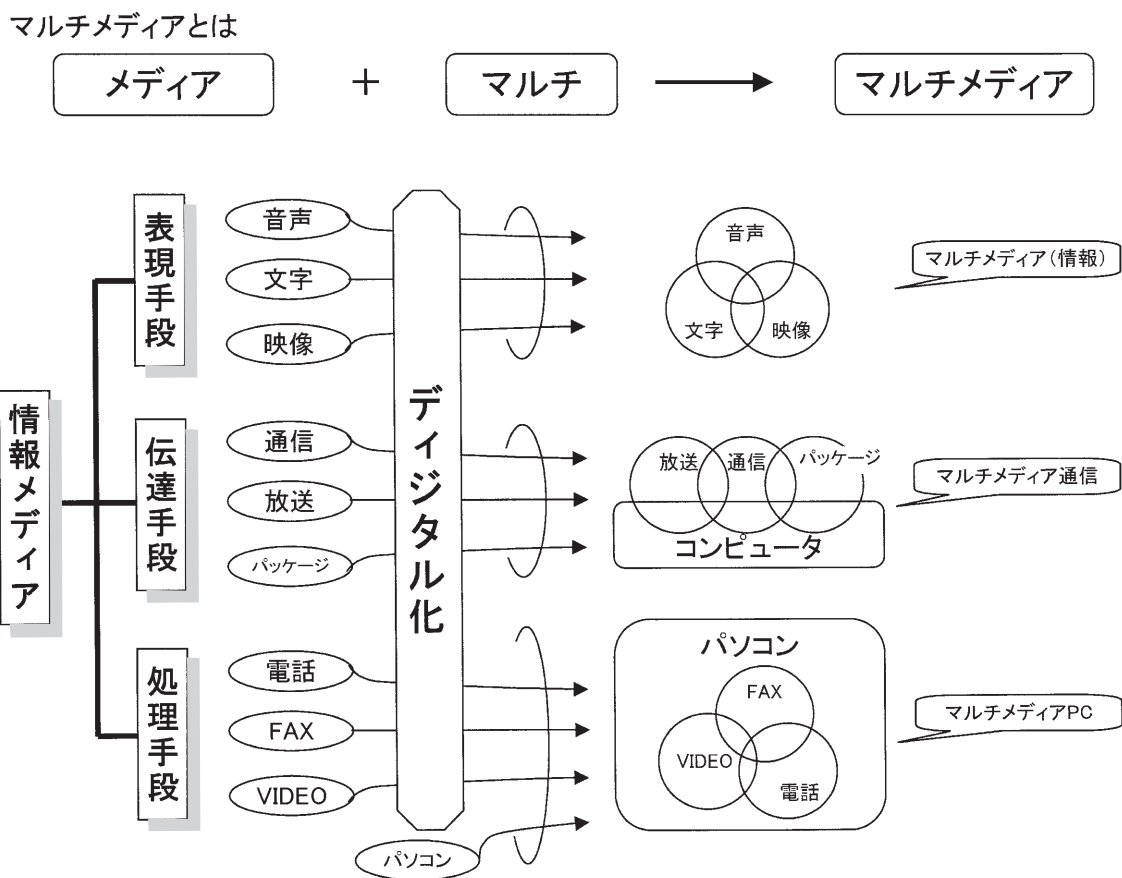 マルチメディアとは
メディア + マルチ マルチメディア
情報メディア
表現手段
音声
文字
映像
伝達手段
通信
放送
パッケージ
処理手段
電話
FAX
VIDEO
パソコン
ディジタル化
音声
文字 映像
マルチメディア(情報)
放送 通信 パッケージ
コンピュータ
マルチメディア通信
パソコン
FAX
VIDEO
電話
マルチメディアPC